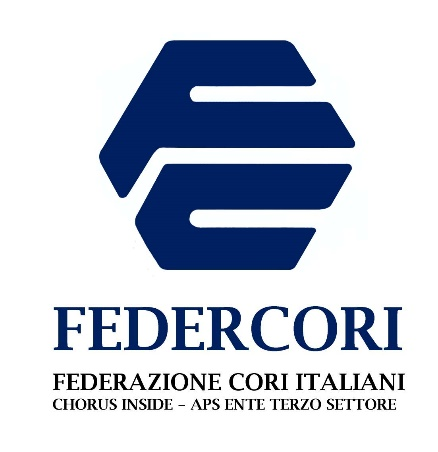 FEDERCORI
FEDERAZIONE CORI ITALIANI
CHORUS INSIDE – APS ENTE TERZO SETTORE